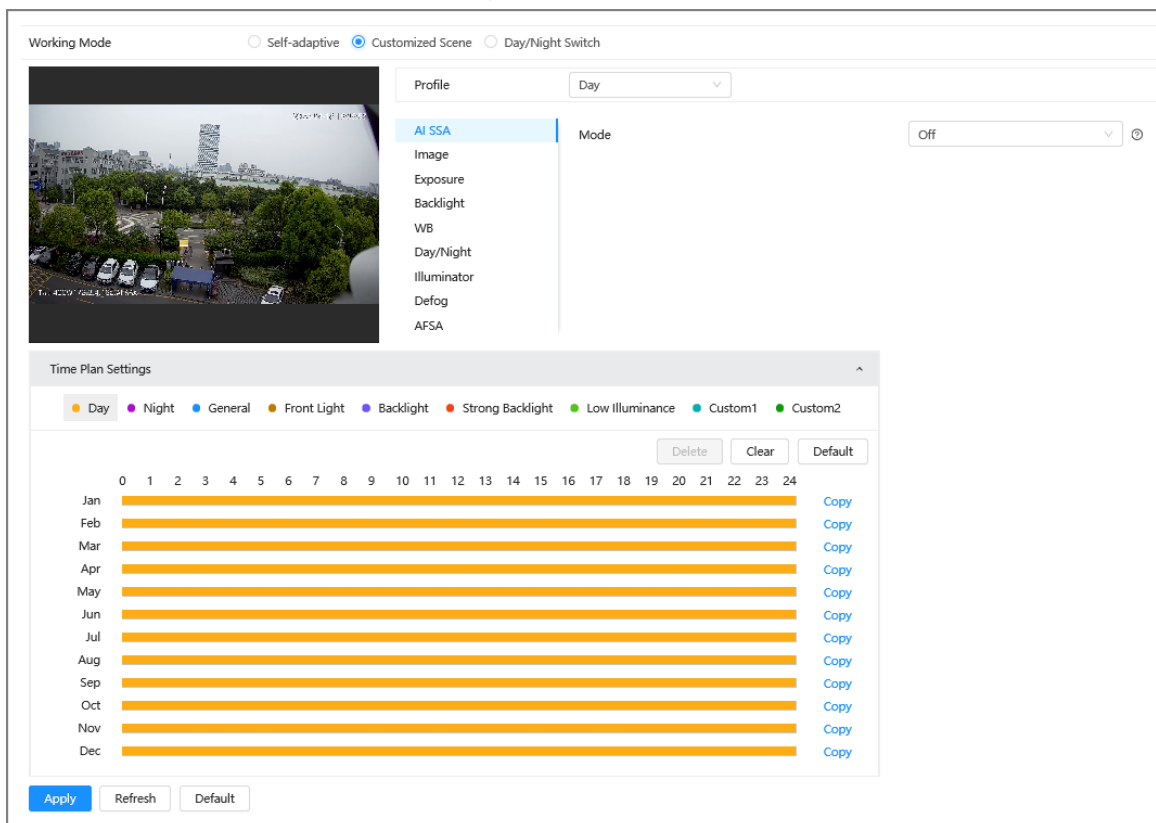 Working Mode Self-adaptive Customized Scene Day/Night Switch
Profile Day
AI SSA Mode Off
Image
Exposure
Backlight
WB
Day/Night
Illuminator
Defog
AFSA
Time Plan Settings
Day Night General Front Light Backlight Strong Backlight Low Illuminance Custom1 Custom2
Delete Clear Default
0 1 2 3 4 5 6 7 8 9 10 11 12 13 14 15 16 17 18 19 20 21 22 23 24
Jan Copy
Feb Copy
Mar Copy
Apr Copy
May Copy
Jun Copy
Jul Copy
Aug Copy
Sep Copy
Oct Copy
Nov Copy
Dec Copy
Apply Refresh Default